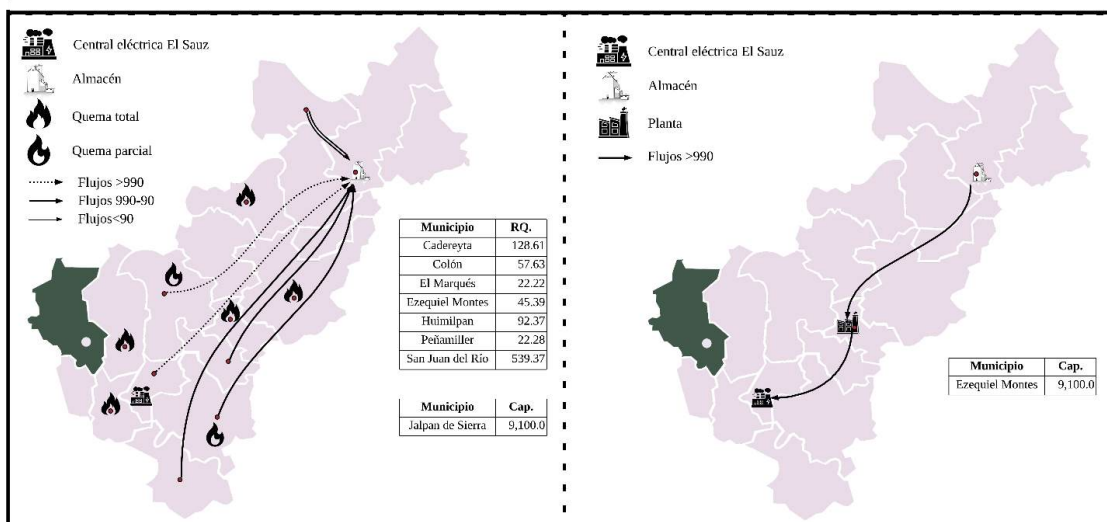 Central eléctrica El Sauz
Almacén
Quema total
Quema parcial
Flujos >990
Flujos 990-90
Flujos<90
Municipio RQ.
Cadereyta 128.61
Colón 57.63
El Marqués 22.22
Ezequiel Montes 45.39
Huimilpan 92.37
Peñamiller 22.28
San Juan del Río 539.37
Municipio Cap.
Jalpan de Sierra 9,100.0
Central eléctrica El Sauz
Almacén
Planta
Flujos >990
Municipio Cap.
Ezequiel Montes 9,100.0